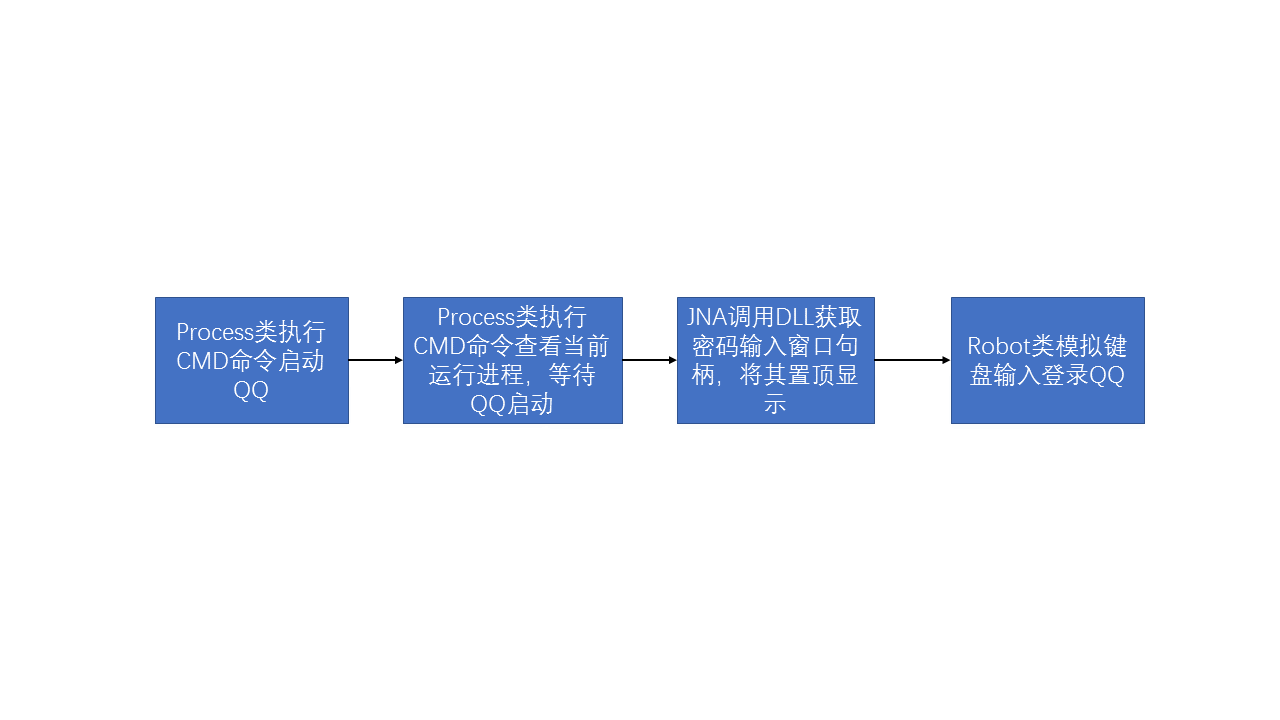 Process类执行
CMD命令启动
QQ
Process类执行
CMD命令查看当前
运行进程，等待
QQ启动
JNA调用DLL获取
密码输入窗口句
柄，将其置顶显
示
Robot类模拟键
盘输入登录QQ